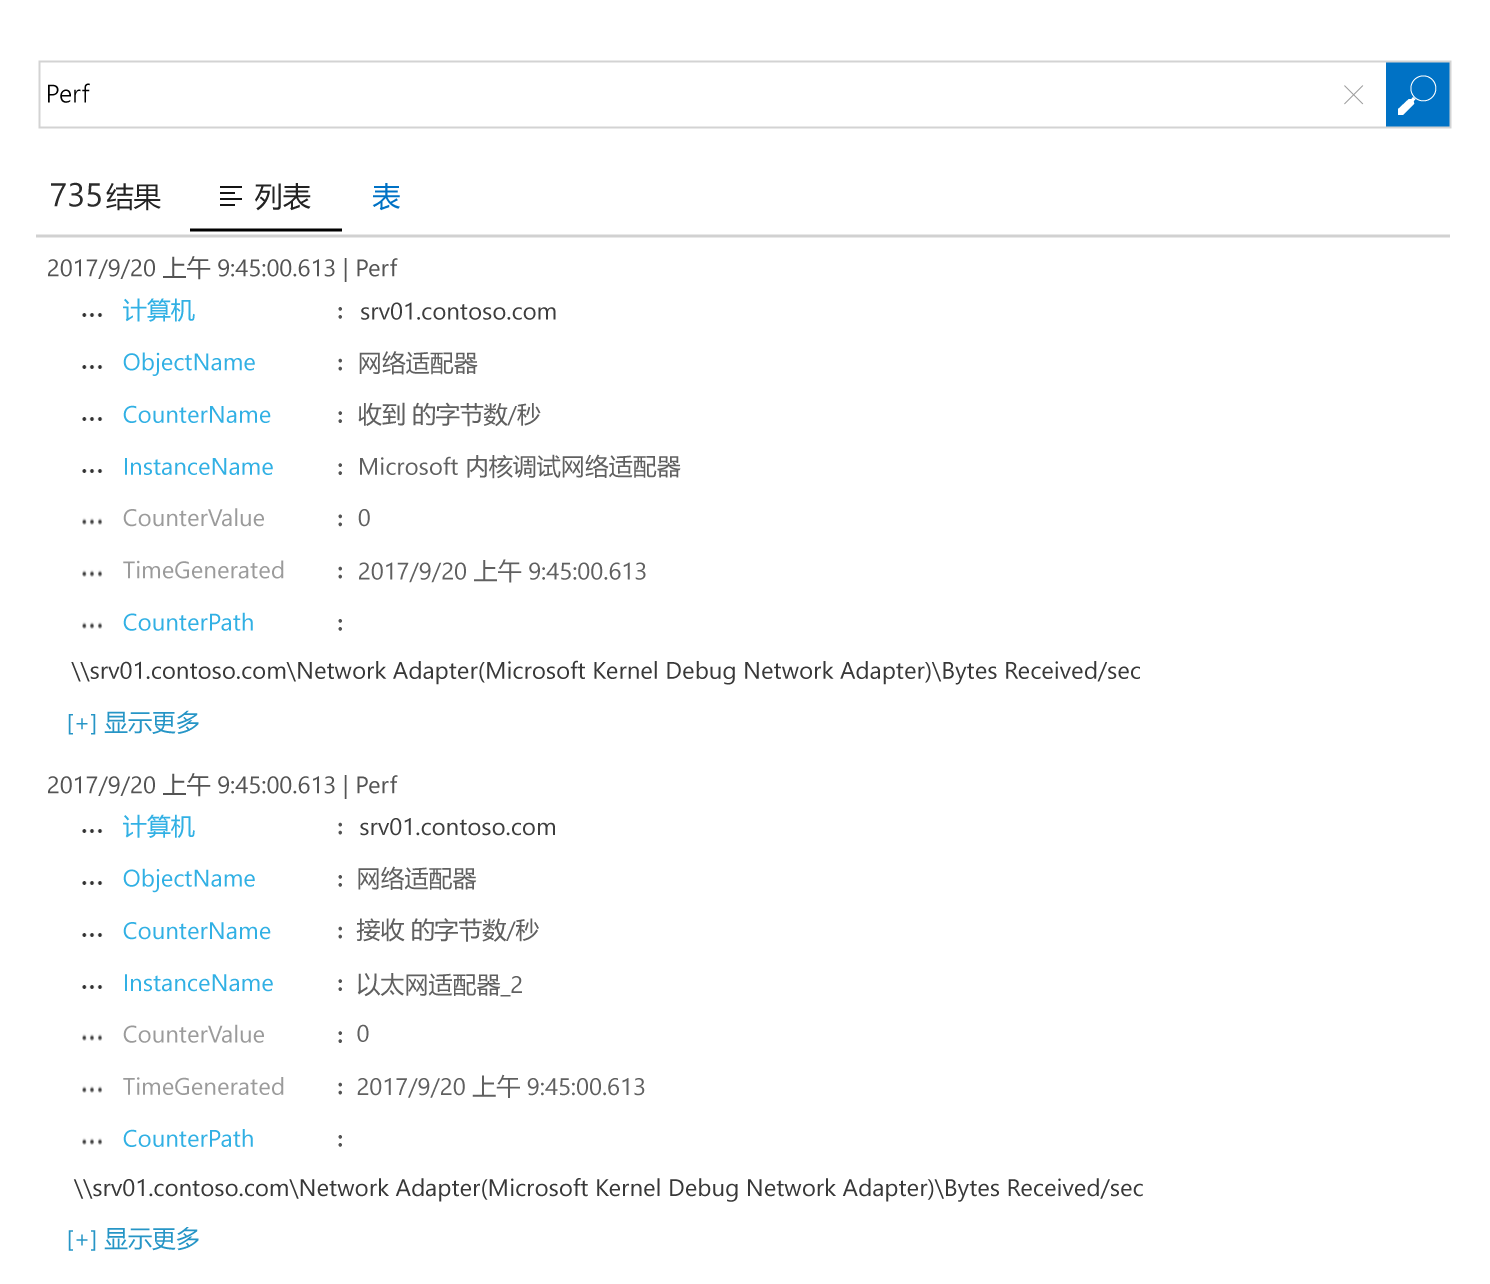 Perf
735结果 列表 表
2017/9/20 上午 9:45:00.613 | Perf
... 计算机 : srv01.contoso.com
... ObjectName : 网络适配器
... CounterName : 收到 的字节数/秒
... InstanceName : Microsoft 内核调试网络适配器
... CounterValue : 0
... TimeGenerated : 2017/9/20 上午 9:45:00.613
... CounterPath :
\\srv01.contoso.com\Network Adapter(Microsoft Kernel Debug Network Adapter)\Bytes Received/sec
[+] 显示更多
2017/9/20 上午 9:45:00.613 | Perf
... 计算机 : srv01.contoso.com
... ObjectName : 网络适配器
... CounterName : 接收 的字节数/秒
... InstanceName : 以太网适配器_2
... CounterValue : 0
... TimeGenerated : 2017/9/20 上午 9:45:00.613
... CounterPath :
\\srv01.contoso.com\Network Adapter(Microsoft Kernel Debug Network Adapter)\Bytes Received/sec
[+] 显示更多